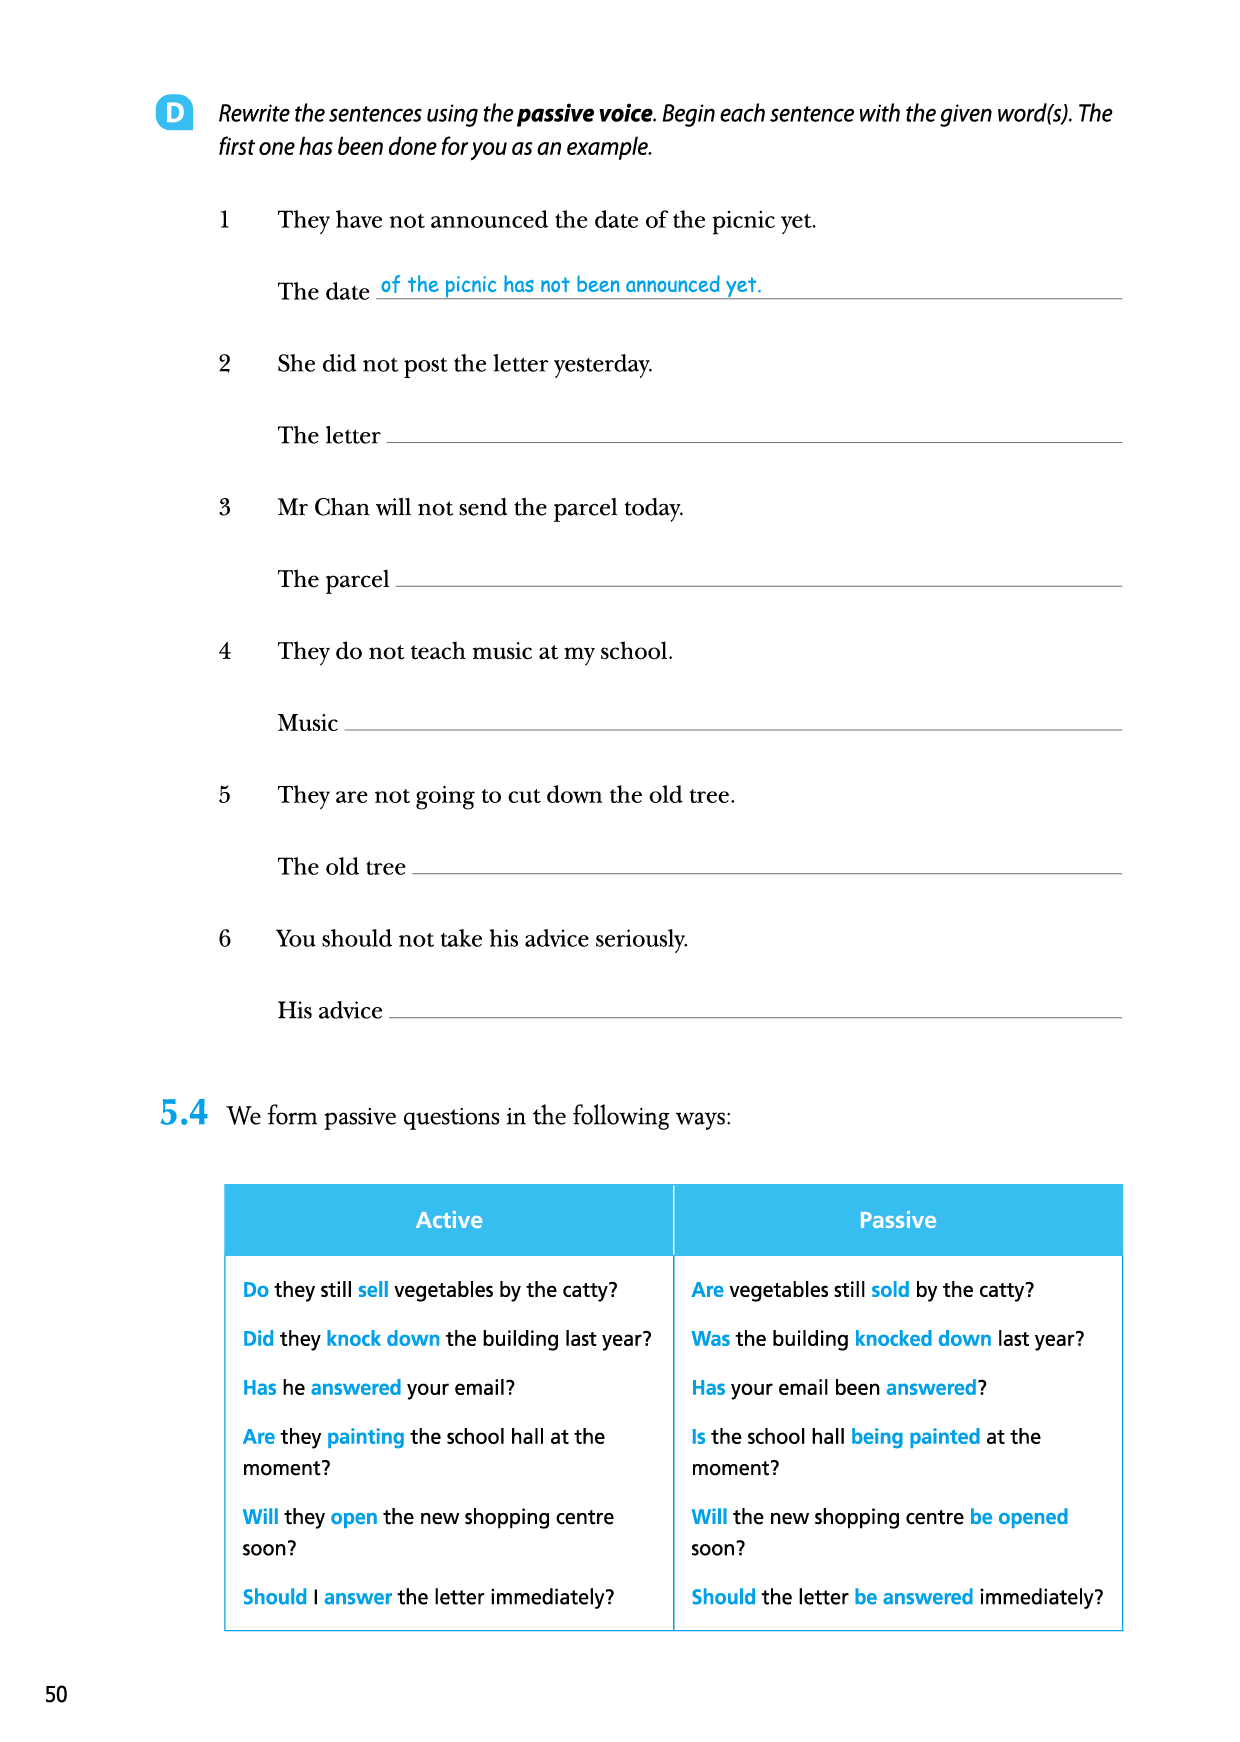 D Rewrite the sentences using the passive voice. Begin each sentence with the given word(s). The
first one has been done for you as an example.
1 They have not announced the date of the picnic yet.
The date of the picnic has not been announced yet.
2 She did not post the letter yesterday.
The letter
3 Mr Chan will not send the parcel today.
The parcel
4 They do not teach music at my school.
Music
5 They are not going to cut down the old tree.
The old tree
6 You should not take his advice seriously.
His advice
5.4 We form passive questions in the following ways:
Active Passive
Do they still sell vegetables by the catty? Are vegetables still sold by the catty?
Did they knock down the building last year? Was the building knocked down last year?
Has he answered your email? Has your email been answered?
Are they painting the school hall at the Is the school hall being painted at the
moment? moment?
Will they open the new shopping centre Will the new shopping centre be opened
soon? soon?
Should I answer the letter immediately? Should the letter be answered immediately?
50